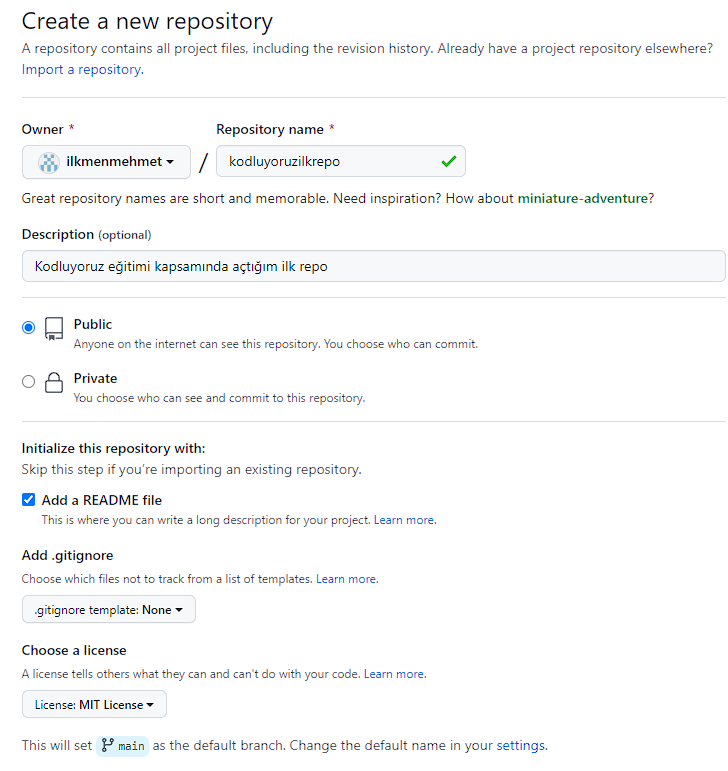 Create a new repository
A repository contains all project files, including the revision history. Already have a project repository elsewhere?
Import a repository.
Owner * Repository name *
ilkmenmehmet / kodluyoruzilkrepo
Great repository names are short and memorable. Need inspiration? How about miniature-adventure?
Description (optional)
Kodluyoruz eğitimi kapsamında açtığım ilk repo
Public
Anyone on the internet can see this repository. You choose who can commit.
Private
You choose who can see and commit to this repository.
Initialize this repository with:
Skip this step if you're importing an existing repository.
Add a README file
This is where you can write a long description for your project. Learn more.
Add .gitignore
Choose which files not to track from a list of templates. Learn more.
.gitignore template: None
Choose a license
A license tells others what they can and can't do with your code. Learn more.
License: MIT License
This will set main as the default branch. Change the default name in your settings.